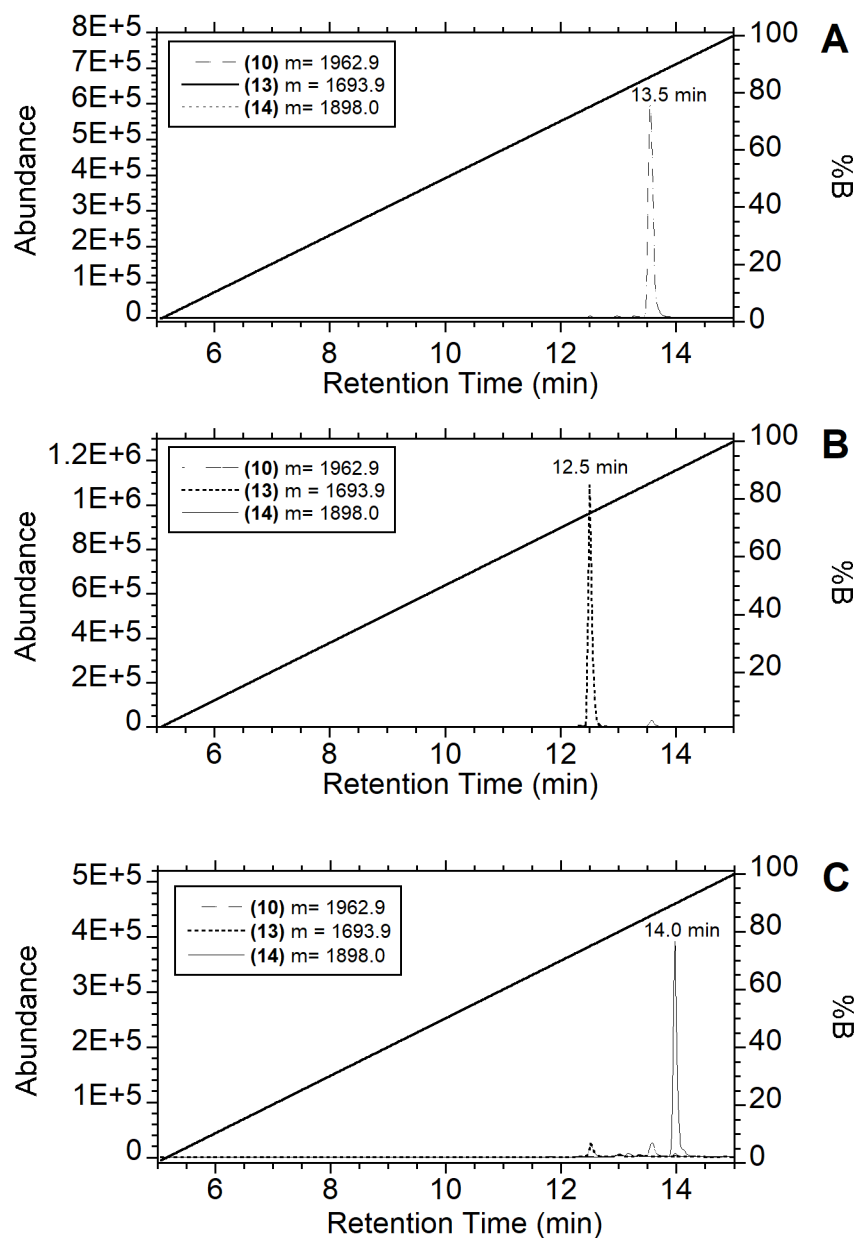 A
(10) m= 1962.9
(13) m = 1693.9
(14) m= 1898.0
13.5 min
8E+5
7E+5
6E+5
5E+5
4E+5
3E+5
2E+5
1E+5
0
100
80
60
40
20
0
Abundance
%B
6 8 10 12 14
Retention Time (min)
B
(10) m= 1962.9
(13) m = 1693.9
(14) m= 1898.0
12.5 min
1.2E+6
1E+6
8E+5
6E+5
4E+5
2E+5
0
100
80
60
40
20
Abundance
%B
6 8 10 12 14
Retention Time (min)
C
(10) m= 1962.9
(13) m = 1693.9
(14) m= 1898.0
14.0 min
5E+5
4E+5
3E+5
2E+5
1E+5
0
100
80
60
40
20
0
Abundance
%B
6 8 10 12 14
Retention Time (min)